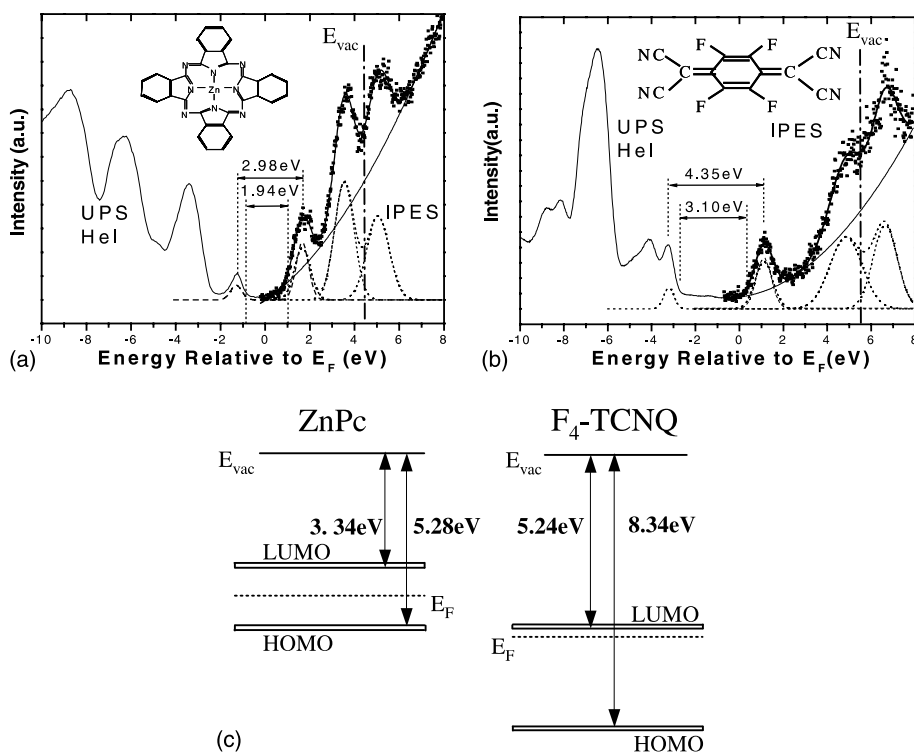 E_vac
N N N
N Zn N
N N N
2.98eV
1.94eV
UPS
HeI
IPES
Intensity (a.u.)
-10 -8 -6 -4 -2 0 2 4 6 8
Energy Relative to E_F (eV)
(a)
E_vac
CN F F CN
C C
CN F F CN
UPS
HeI
IPES
4.35eV
3.10eV
Intensity(a.u.)
-10 -8 -6 -4 -2 0 2 4 6 8
Energy Relative to E_F(eV)
(b)
ZnPc
E_vac
3. 34eV
5.28eV
LUMO
E_F
HOMO
F_4-TCNQ
E_vac
5.24eV
8.34eV
LUMO
E_F
HOMO
(c)